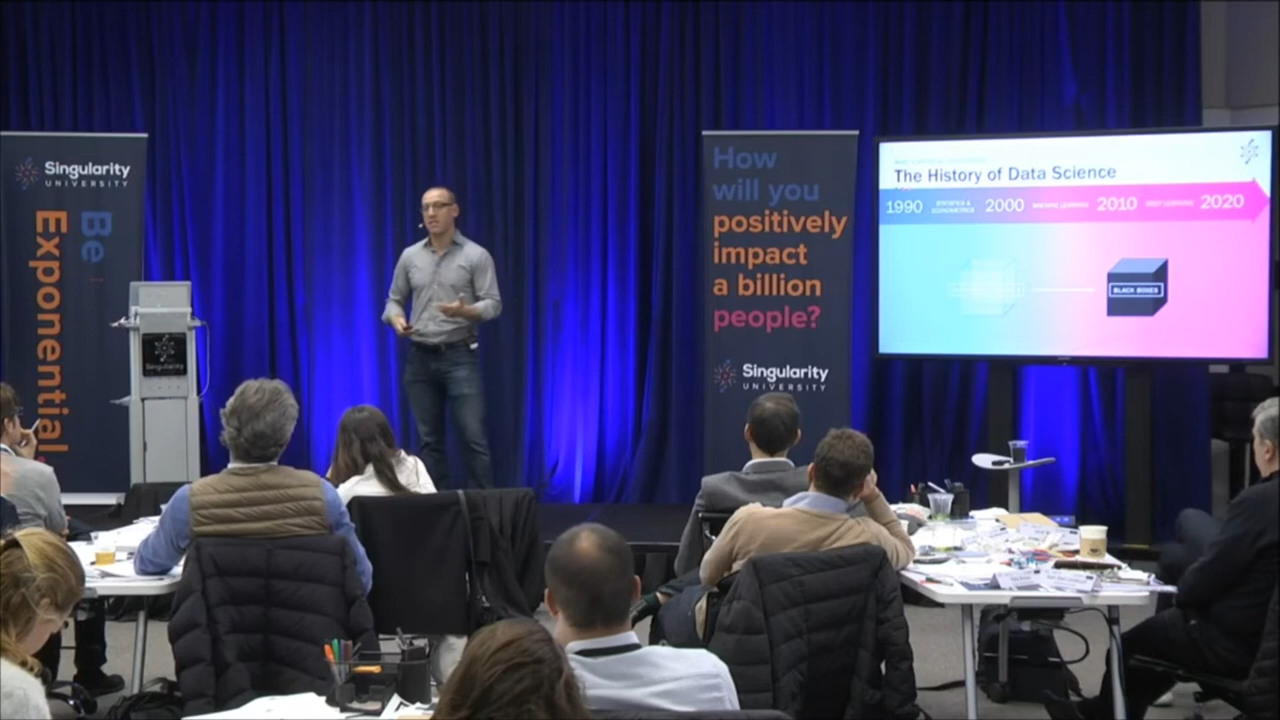 Singularity
UNIVERSITY
Be
Exponential
Singularity
How
will you
positively
impact
a billion
people?
Singularity
UNIVERSITY
The History of Data Science
1990 STATISTICS & ECONOMETRICS 2000 MACHINE LEARNING 2010 DEEP LEARNING 2020
BLACK BOXES